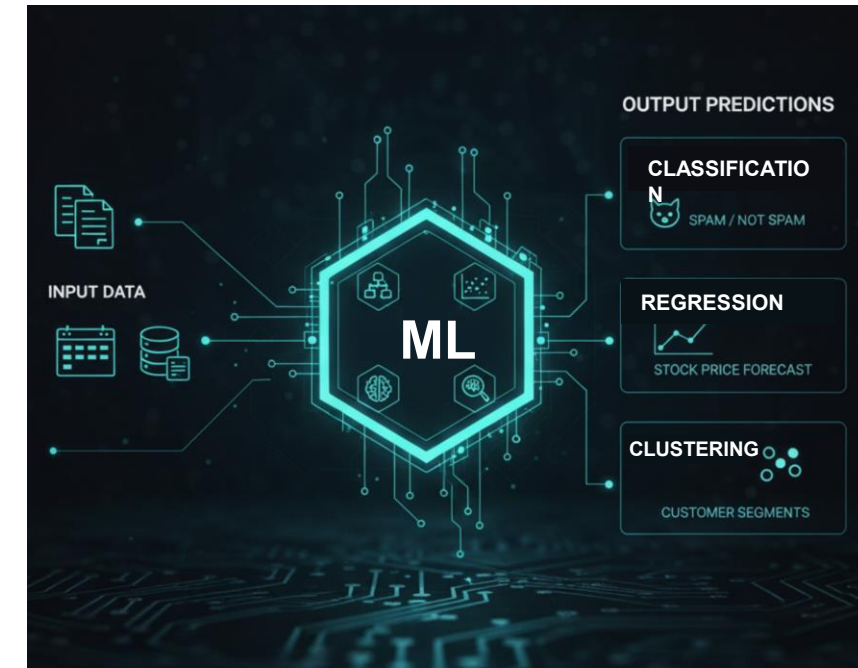 OUTPUT PREDICTIONS
CLASSIFICATIO
N
SPAM / NOT SPAM
INPUT DATA
ML
REGRESSION
STOCK PRICE FORECAST
CLUSTERING
CUSTOMER SEGMENTS